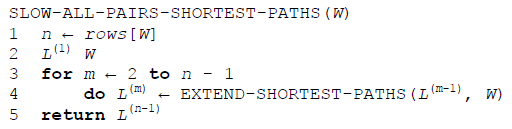 SLOW-ALL-PAIRS-SHORTEST-PATHS(W)
1 n ← rows[W]
2 L(1) W
3 for m ← 2 to n - 1
4 do L(m) ← EXTEND-SHORTEST-PATHS(L(m-1), W)
5 return L(n-1)